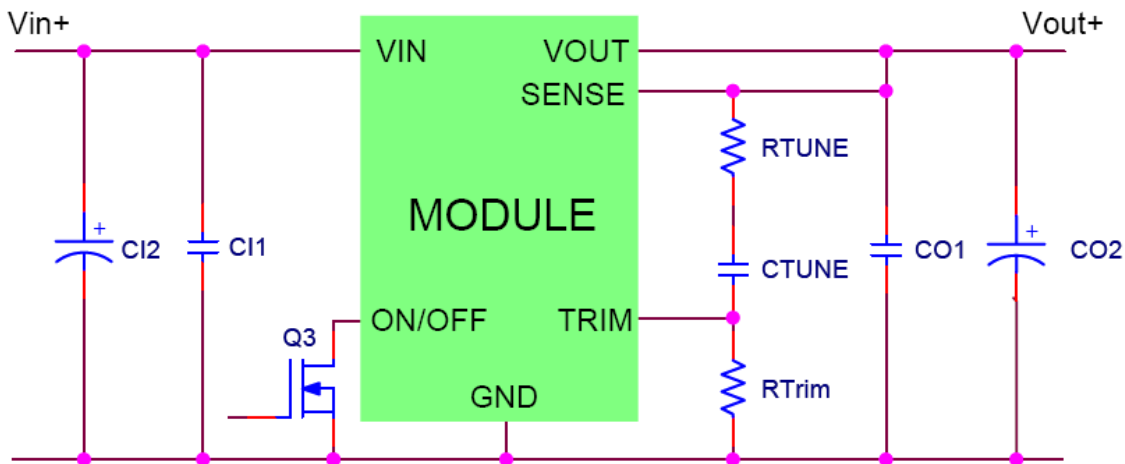 Vin+ Vout+
VIN VOUT
SENSE
RTUNE
MODULE
+ +
CI2 CI1 CTUNE CO1 CO2
ON/OFF TRIM
Q3
RTrim
GND